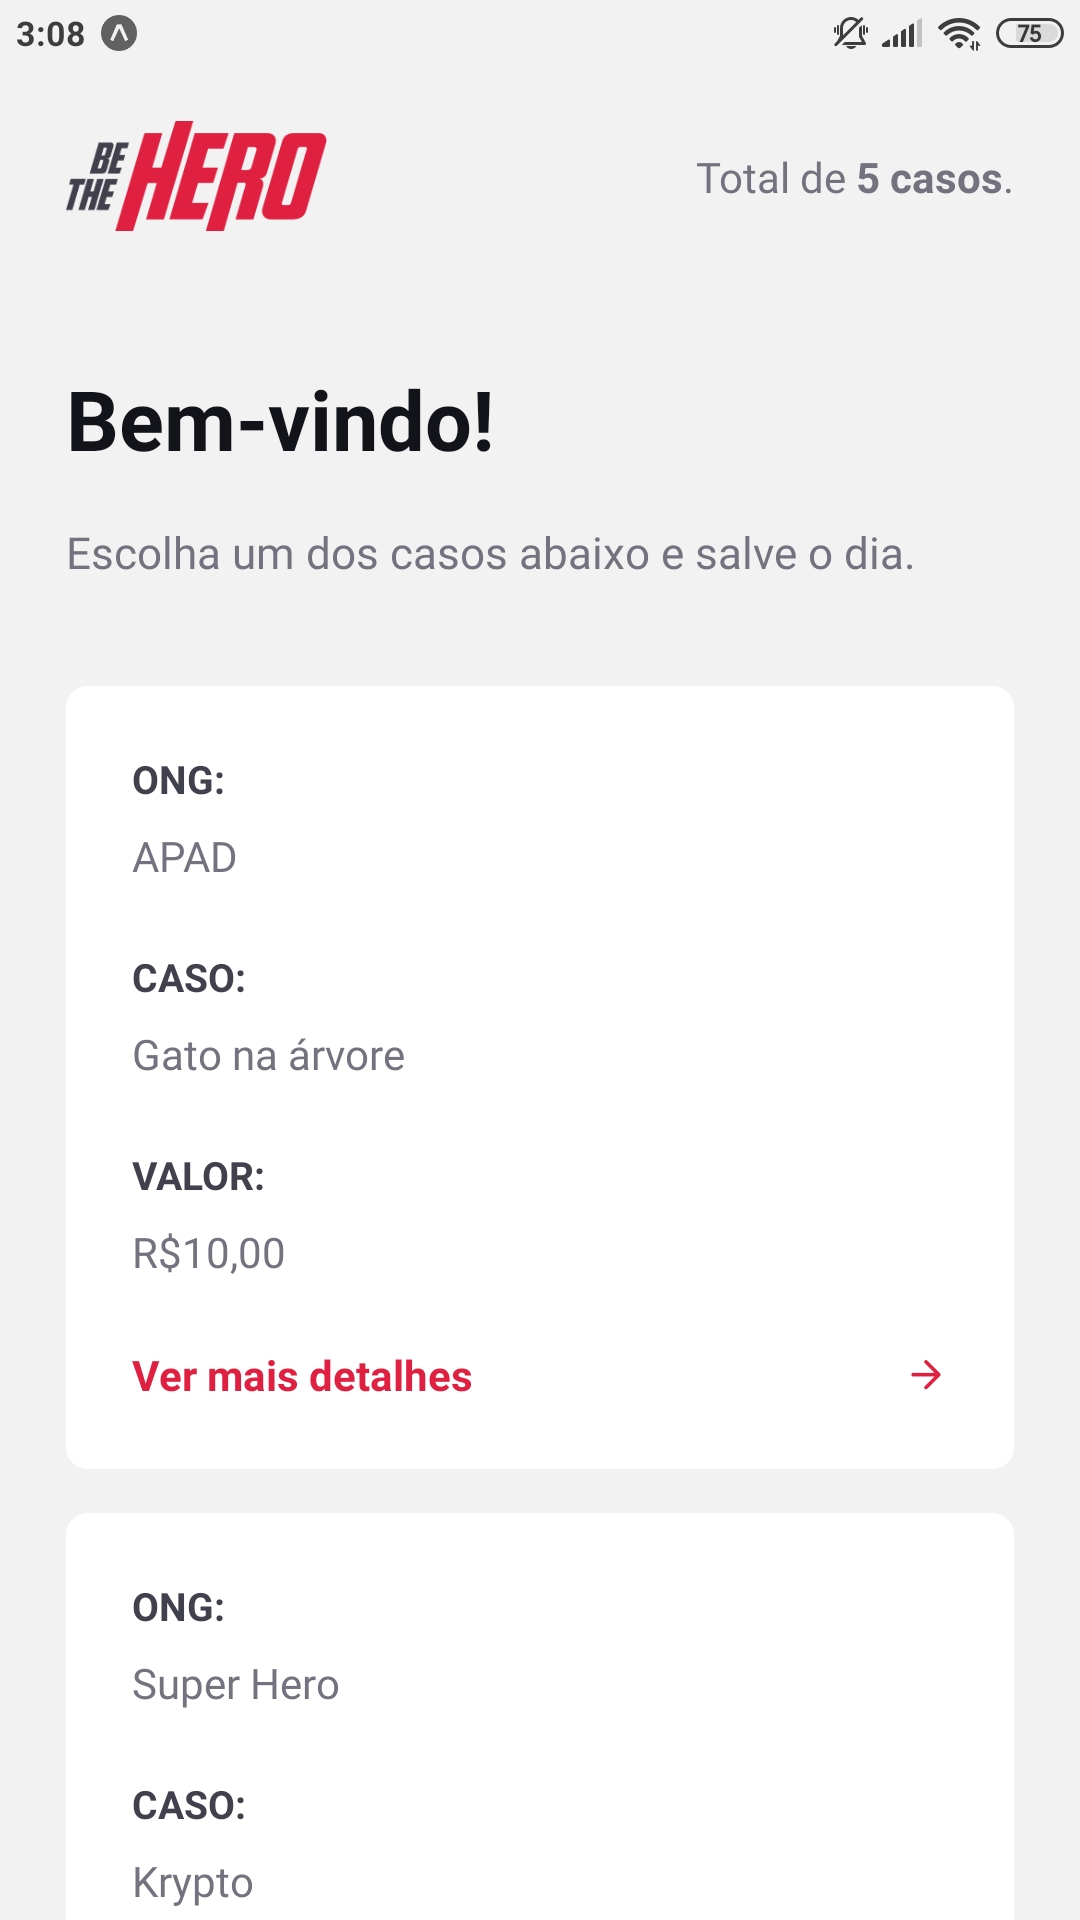 3:08
75
BE
THE HERO
Total de 5 casos.
Bem-vindo!
Escolha um dos casos abaixo e salve o dia.
ONG:
APAD
CASO:
Gato na árvore
VALOR:
R$10,00
Ver mais detalhes
ONG:
Super Hero
CASO:
Krypto